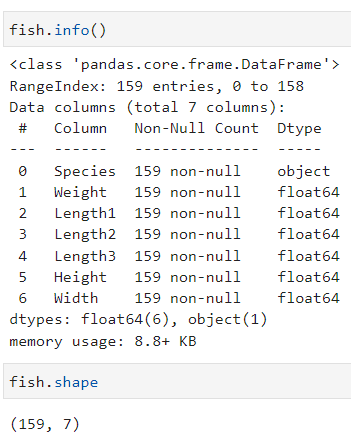 fish.info()
<class 'pandas.core.frame.DataFrame'>
RangeIndex: 159 entries, 0 to 158
Data columns (total 7 columns):
 #   Column   Non-Null Count  Dtype
---  ------   --------------  -----
 0   Species  159 non-null    object
 1   Weight   159 non-null    float64
 2   Length1  159 non-null    float64
 3   Length2  159 non-null    float64
 4   Length3  159 non-null    float64
 5   Height   159 non-null    float64
 6   Width    159 non-null    float64
dtypes: float64(6), object(1)
memory usage: 8.8+ KB
fish.shape
(159, 7)